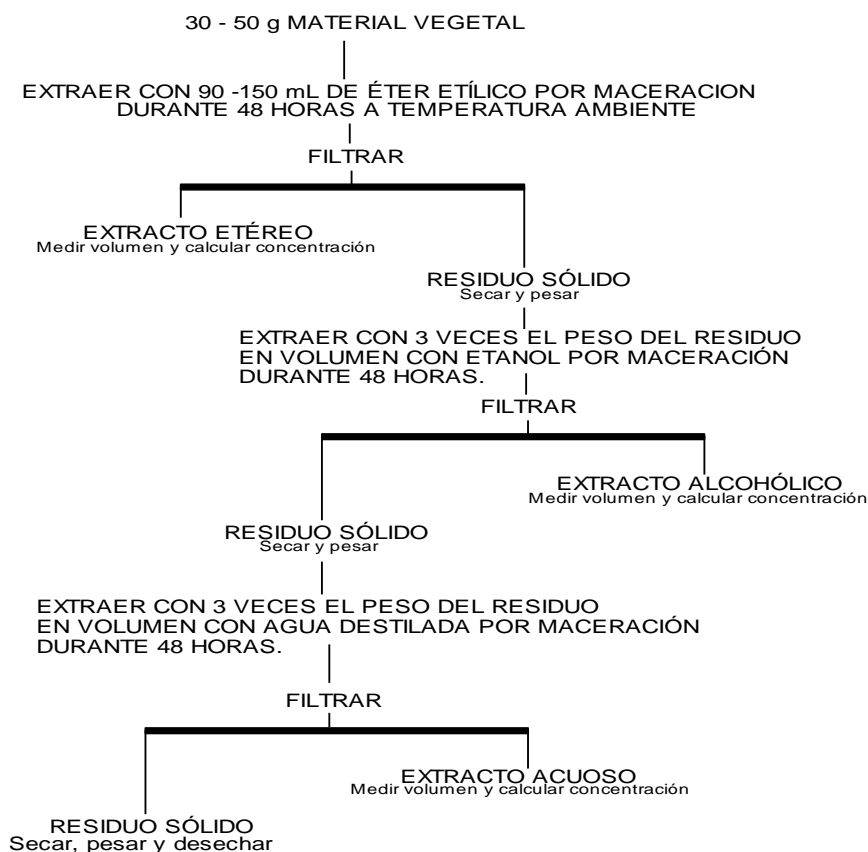 30 - 50 g MATERIAL VEGETAL
EXTRAER CON 90 -150 mL DE ÉTER ETÍLICO POR MACERACION
DURANTE 48 HORAS A TEMPERATURA AMBIENTE
FILTRAR
EXTRACTO ETÉREO
Medir volumen y calcular concentración
RESIDUO SÓLIDO
Secar y pesar
EXTRAER CON 3 VECES EL PESO DEL RESIDUO
EN VOLUMEN CON ETANOL POR MACERACIÓN
DURANTE 48 HORAS.
FILTRAR
EXTRACTO ALCOHÓLICO
Medir volumen y calcular concentración
RESIDUO SÓLIDO
Secar y pesar
EXTRAER CON 3 VECES EL PESO DEL RESIDUO
EN VOLUMEN CON AGUA DESTILADA POR MACERACIÓN
DURANTE 48 HORAS.
FILTRAR
EXTRACTO ACUOSO
Medir volumen y calcular concentración
RESIDUO SÓLIDO
Secar, pesar y desechar